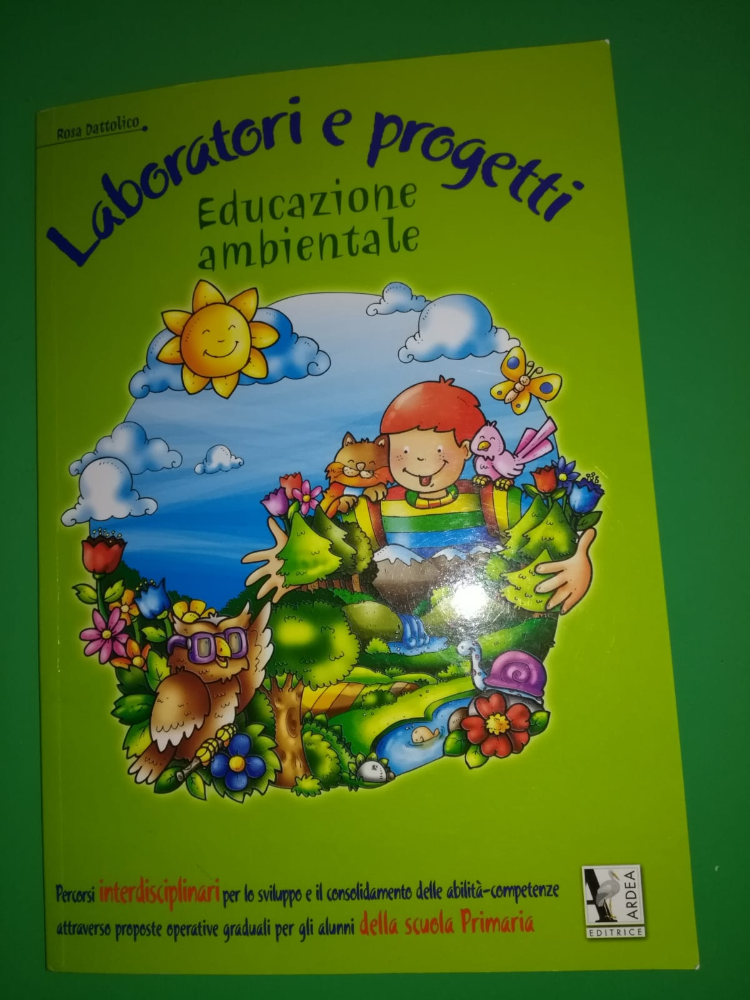 Rosa Dattolico
Laboratori e progetti
Educazione
ambientale
Percorsi interdisciplinari per lo sviluppo e il consolidamento delle abilità-competenze
attraverso proposte operative graduali per gli alunni della scuola Primaria
ARDEA
EDITRICE